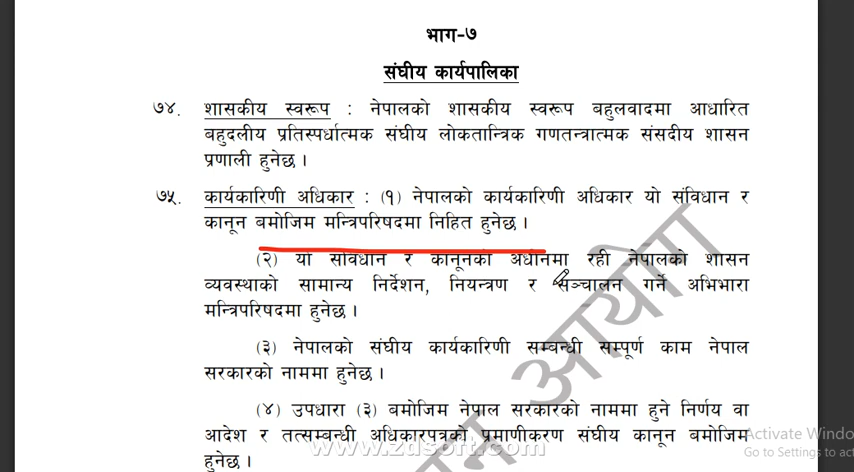 भाग-७
संघीय कार्यपालिका
७४. शासकीय स्वरूप : नेपालको शासकीय स्वरूप बहुलवादमा आधारित
बहुदलीय प्रतिस्पर्धात्मक संघीय लोकतान्त्रिक गणतन्त्रात्मक संसदीय शासन
प्रणाली हुनेछ ।
७५. कार्यकारिणी अधिकार : (१) नेपालको कार्यकारिणी अधिकार यो संविधान र
कानून बमोजिम मन्त्रिपरिषदमा निहित हुनेछ ।
(२) यो संविधान र कानूनको अधीनमा रही नेपालको शासन
व्यवस्थाको सामान्य निर्देशन, नियन्त्रण र सञ्चालन गर्ने अभिभारा
मन्त्रिपरिषदमा हुनेछ ।
(३) नेपालको संघीय कार्यकारिणी सम्बन्धी सम्पूर्ण काम नेपाल
सरकारको नाममा हुनेछ ।
(४) उपधारा (३) बमोजिम नेपाल सरकारको नाममा हुने निर्णय वा
आदेश र तत्सम्बन्धी अधिकारपत्रको प्रमाणीकरण संघीय कानून बमोजिम
हुनेछ ।
आयोग
www.zdsoft.com
Activate Windo
Go to Settings to act